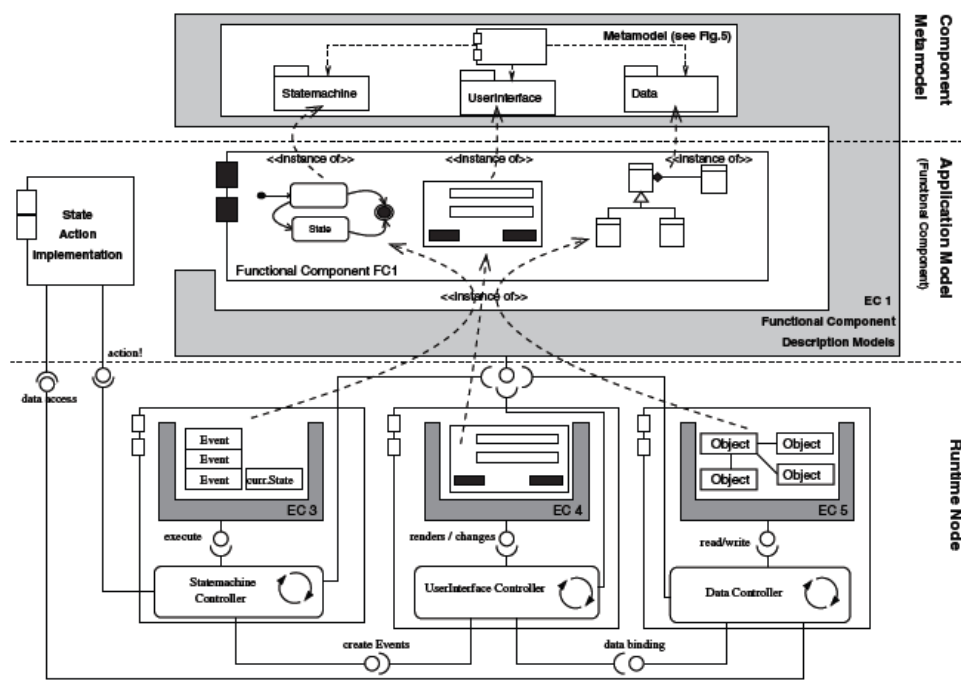 Component
Metamodel
Metamodel (see Fig.5)
Statemachine
UserInterface
Data
<<instance of>>
<<instance of>>
<<instance of>>
Application Model
(Functional Component)
State
Action
Implementation
State
Functional Component FC1
<<instance of>>
EC 1
Functional Component
Description Models
action!
data access
Runtime Node
Event
Event
Event
curr.State
EC 3
EC 4
Object
Object
Object
Object
EC 5
execute
renders / changes
read/write
Statemachine
Controller
UserInterface Controller
Data Controller
create Events
data binding